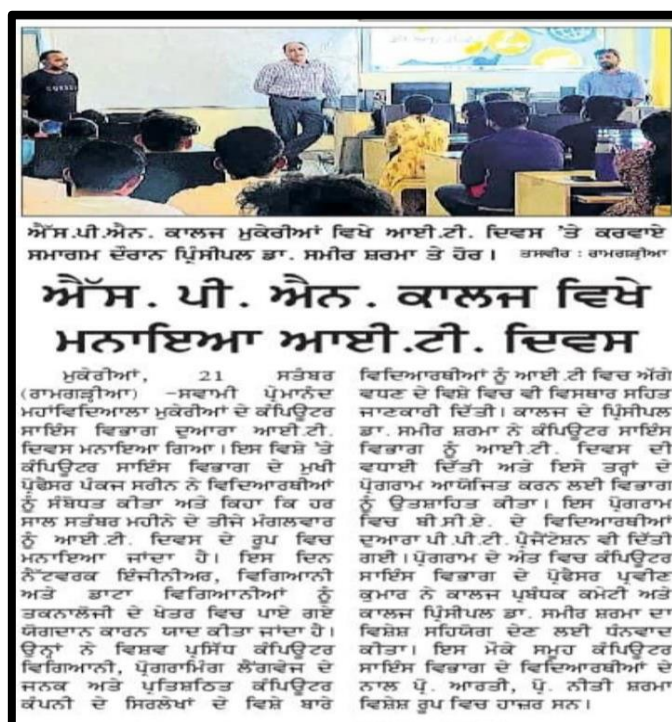 ਐੱਸ.ਪੀ.ਐਨ. ਕਾਲਜ ਮੁਕੇਰੀਆਂ ਵਿਖੇ ਆਈ.ਟੀ. ਦਿਵਸ 'ਤੇ ਕਰਵਾਏ
ਸਮਾਗਮ ਦੌਰਾਨ ਪ੍ਰਿੰਸੀਪਲ ਡਾ. ਸਮੀਰ ਸ਼ਰਮਾ ਤੇ ਹੋਰ। ਤਸਵੀਰ : ਰਾਮਗੜ੍ਹੀਆ
ਐੱਸ. ਪੀ. ਐਨ. ਕਾਲਜ ਵਿਖੇ
ਮਨਾਇਆ ਆਈ.ਟੀ. ਦਿਵਸ
ਮੁਕੇਰੀਆਂ, 21 ਸਤੰਬਰ
(ਰਾਮਗੜ੍ਹੀਆ) -ਸਵਾਮੀ ਪ੍ਰੇਮਾਨੰਦ
ਮਹਾਂਵਿਦਿਆਲਾ ਮੁਕੇਰੀਆਂ ਦੇ ਕੰਪਿਊਟਰ
ਸਾਇੰਸ ਵਿਭਾਗ ਦੁਆਰਾ ਆਈ.ਟੀ.
ਦਿਵਸ ਮਨਾਇਆ ਗਿਆ। ਇਸ ਵਿਸ਼ੇ 'ਤੇ
ਕੰਪਿਊਟਰ ਸਾਇੰਸ ਵਿਭਾਗ ਦੇ ਮੁਖੀ
ਪ੍ਰੋਫੈਸਰ ਪੰਕਜ ਸਰੀਨ ਨੇ ਵਿਦਿਆਰਥੀਆਂ
ਨੂੰ ਸੰਬੋਧਤ ਕੀਤਾ ਅਤੇ ਕਿਹਾ ਕਿ ਹਰ
ਸਾਲ ਸਤੰਬਰ ਮਹੀਨੇ ਦੇ ਤੀਜੇ ਮੰਗਲਵਾਰ
ਨੂੰ ਆਈ.ਟੀ. ਦਿਵਸ ਦੇ ਰੂਪ ਵਿਚ
ਮਨਾਇਆ ਜਾਂਦਾ ਹੈ। ਇਸ ਦਿਨ
ਨੈੱਟਵਰਕ ਇੰਜੀਨੀਅਰ, ਵਿਗਿਆਨੀ
ਅਤੇ ਡਾਟਾ ਵਿਗਿਆਨੀਆਂ ਨੂੰ
ਤਕਨਾਲੋਜੀ ਦੇ ਖੇਤਰ ਵਿਚ ਪਾਏ ਗਏ
ਯੋਗਦਾਨ ਕਾਰਨ ਯਾਦ ਕੀਤਾ ਜਾਂਦਾ ਹੈ।
ਉਨ੍ਹਾਂ ਨੇ ਵਿਸ਼ਵ ਪ੍ਰਸਿੱਧ ਕੰਪਿਊਟਰ
ਵਿਗਿਆਨੀ, ਪ੍ਰੋਗਰਾਮਿੰਗ ਲੈਂਗਵੇਜ ਦੇ
ਜਨਕ ਅਤੇ ਪ੍ਰਤਿਸ਼ਠਿਤ ਕੰਪਿਊਟਰ
ਕੰਪਨੀ ਦੇ ਸਿਰਲੇਖਾਂ ਦੇ ਵਿਸ਼ੇ ਬਾਰੇ
ਵਿਦਿਆਰਥੀਆਂ ਨੂੰ ਆਈ.ਟੀ ਵਿਚ ਅੱਗੇ
ਵਧਣ ਦੇ ਵਿਸ਼ੇ ਵਿਚ ਵੀ ਵਿਸਥਾਰ ਸਹਿਤ
ਜਾਣਕਾਰੀ ਦਿੱਤੀ। ਕਾਲਜ ਦੇ ਪ੍ਰਿੰਸੀਪਲ
ਡਾ. ਸਮੀਰ ਸ਼ਰਮਾ ਨੇ ਕੰਪਿਊਟਰ ਸਾਇੰਸ
ਵਿਭਾਗ ਨੂੰ ਆਈ.ਟੀ. ਦਿਵਸ ਦੀ
ਵਧਾਈ ਦਿੱਤੀ ਅਤੇ ਇਸੇ ਤਰ੍ਹਾਂ ਦੇ
ਪ੍ਰੋਗਰਾਮ ਆਯੋਜਿਤ ਕਰਨ ਲਈ ਵਿਭਾਗ
ਨੂੰ ਉਤਸ਼ਾਹਿਤ ਕੀਤਾ। ਇਸ ਪ੍ਰੋਗਰਾਮ
ਵਿਚ ਬੀ.ਸੀ.ਏ. ਦੇ ਵਿਦਿਆਰਥੀਆਂ
ਦੁਆਰਾ ਪੀ.ਪੀ.ਟੀ. ਪ੍ਰੈਜੈਂਟੇਸ਼ਨ ਵੀ ਦਿੱਤੀ
ਗਈ। ਪ੍ਰੋਗਰਾਮ ਦੇ ਅੰਤ ਵਿਚ ਕੰਪਿਊਟਰ
ਸਾਇੰਸ ਵਿਭਾਗ ਦੇ ਪ੍ਰੋਫੈਸਰ ਪ੍ਰਵੀਣ
ਕੁਮਾਰ ਨੇ ਕਾਲਜ ਪ੍ਰਬੰਧਕ ਕਮੇਟੀ ਅਤੇ
ਕਾਲਜ ਪ੍ਰਿੰਸੀਪਲ ਡਾ. ਸਮੀਰ ਸ਼ਰਮਾ ਦਾ
ਵਿਸ਼ੇਸ਼ ਸਹਿਯੋਗ ਦੇਣ ਲਈ ਧੰਨਵਾਦ
ਕੀਤਾ। ਇਸ ਮੌਕੇ ਸਮੂਹ ਕੰਪਿਊਟਰ
ਸਾਇੰਸ ਵਿਭਾਗ ਦੇ ਵਿਦਿਆਰਥੀਆਂ ਦੇ
ਨਾਲ ਪ੍ਰੋ. ਆਰਤੀ, ਪ੍ਰੋ. ਨੀਤੀ ਸ਼ਰਮਾ
ਵਿਸ਼ੇਸ਼ ਰੂਪ ਵਿਚ ਹਾਜ਼ਰ ਸਨ।